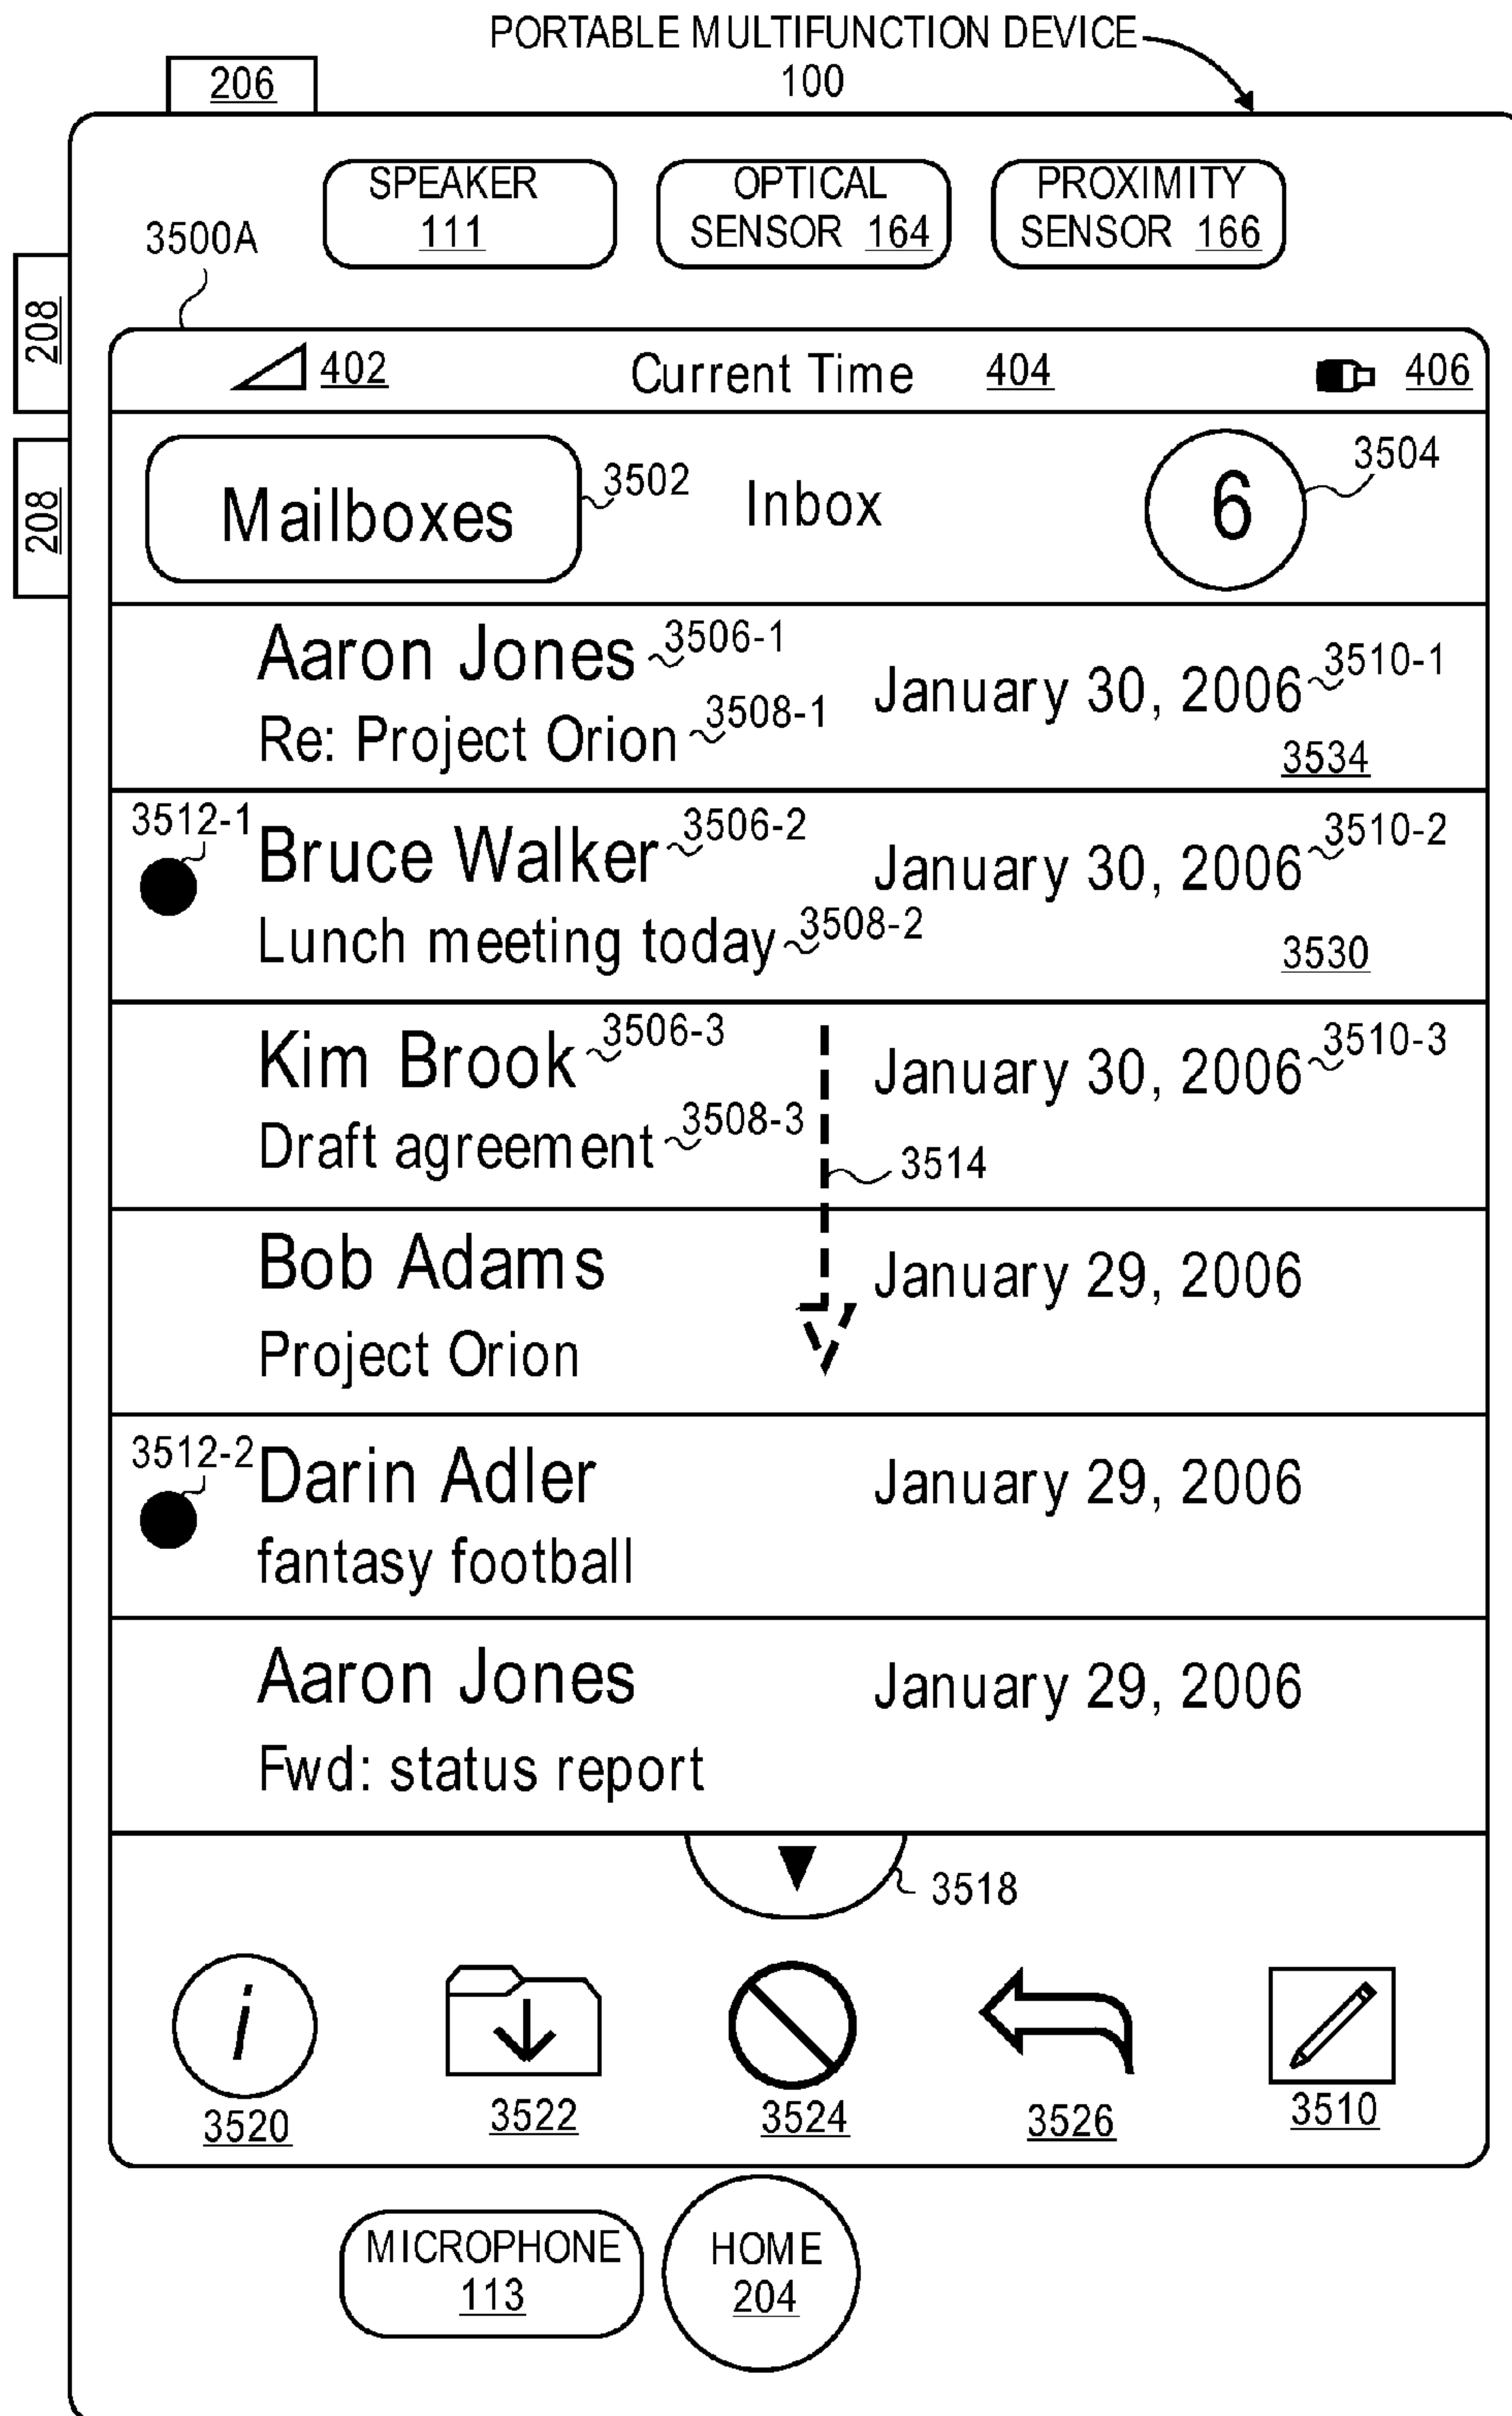 PORTABLE MULTIFUNCTION DEVICE
100
206
SPEAKER
111
OPTICAL
SENSOR 164
PROXIMITY
SENSOR 166
3500A
208
208
402 Current Time 404 406
Mailboxes 3502 Inbox 6 3504
Aaron Jones 3506-1
January 30, 2006 3510-1
Re: Project Orion 3508-1
3534
3512-1
Bruce Walker 3506-2
January 30, 2006 3510-2
Lunch meeting today 3508-2
3530
Kim Brook 3506-3
January 30, 2006 3510-3
Draft agreement 3508-3
3514
Bob Adams
January 29, 2006
Project Orion
3512-2
Darin Adler
January 29, 2006
fantasy football
Aaron Jones
January 29, 2006
Fwd: status report
3518
i
3520 3522 3524 3526 3510
MICROPHONE
113
HOME
204